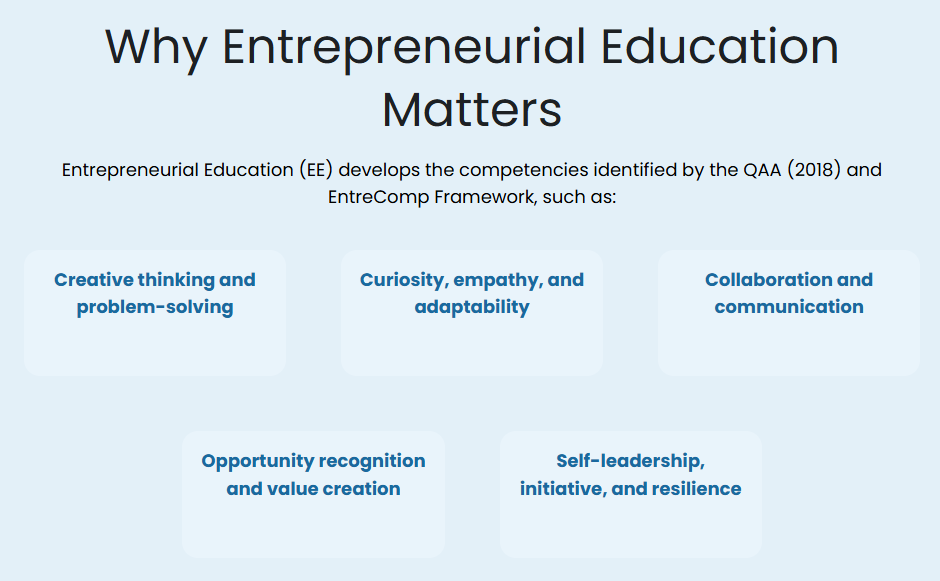 Why Entrepreneurial Education
Matters
Entrepreneurial Education (EE) develops the competencies identified by the QAA (2018) and
EntreComp Framework, such as:
Creative thinking and
problem-solving
Curiosity, empathy, and
adaptability
Collaboration and
communication
Opportunity recognition
and value creation
Self-leadership,
initiative, and resilience